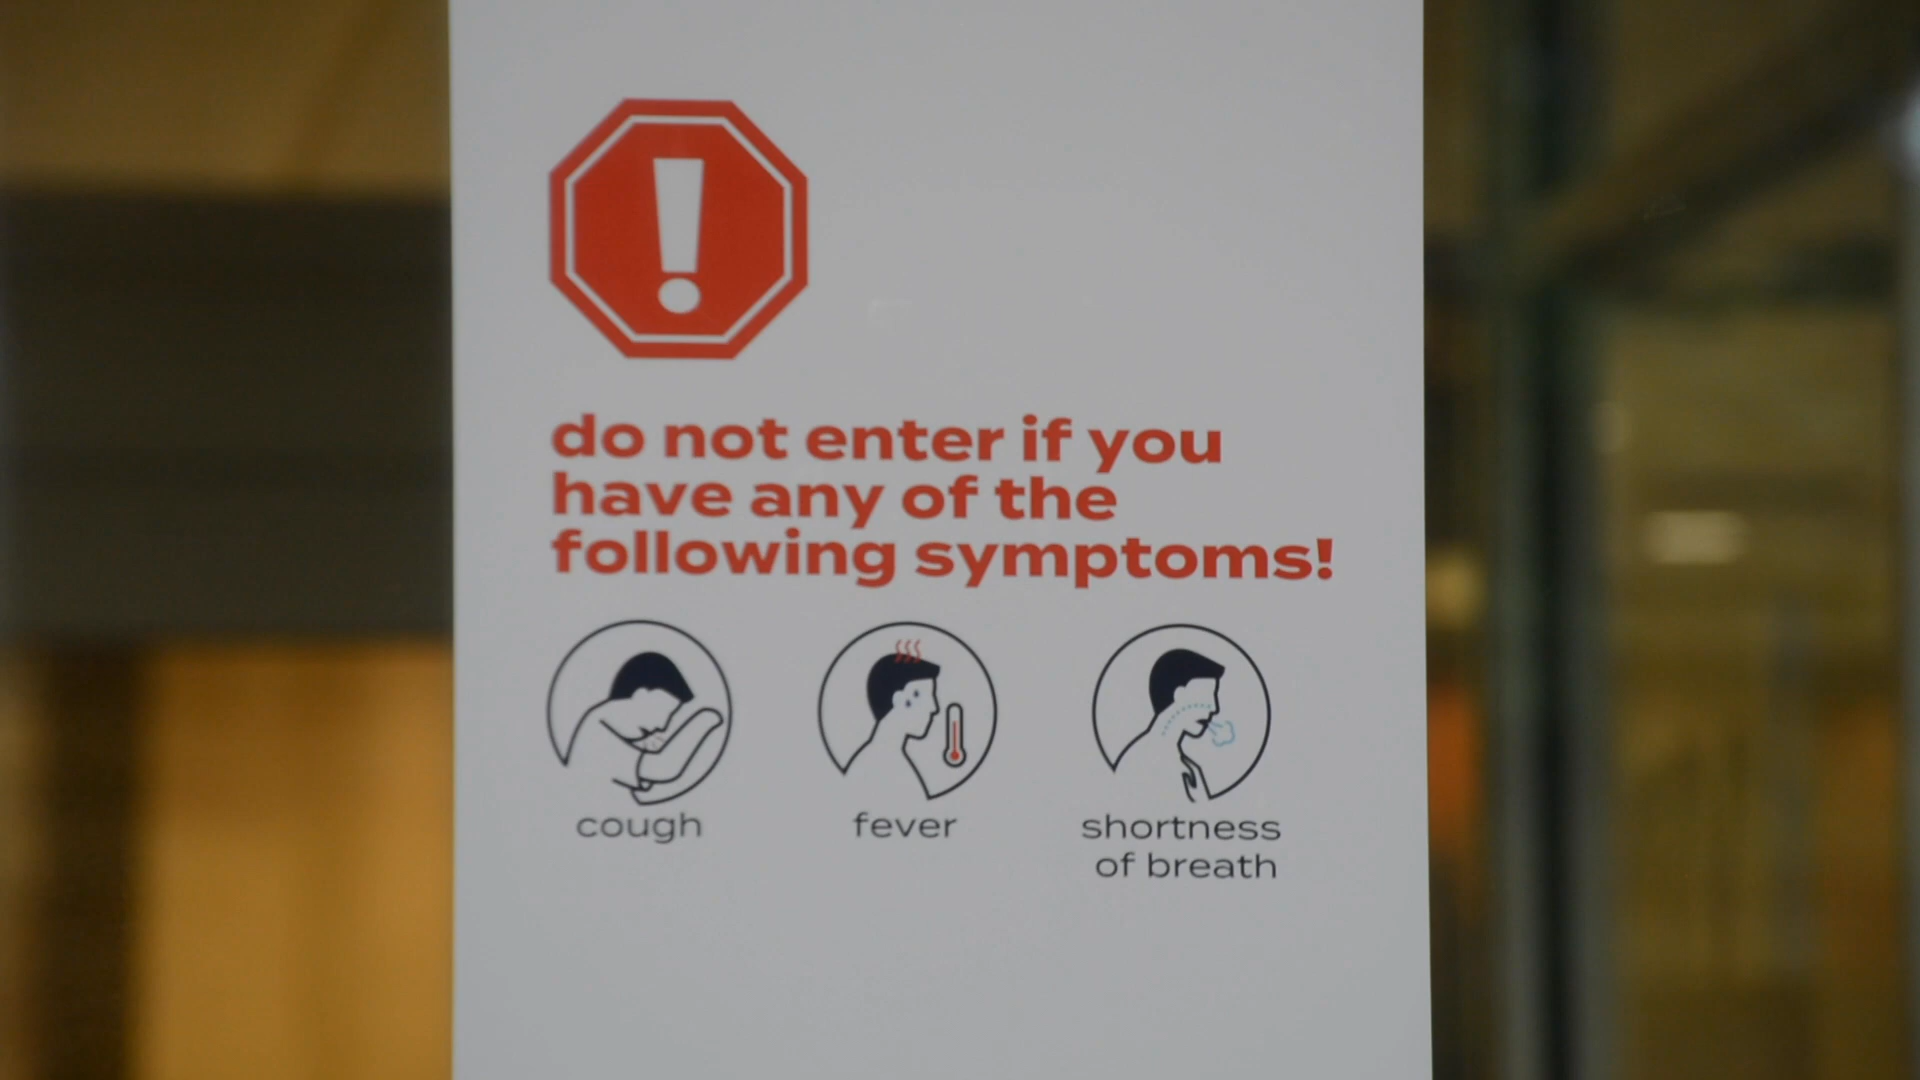 do not enter if you
have any of the
following symptoms!
cough
fever
shortness
of breath